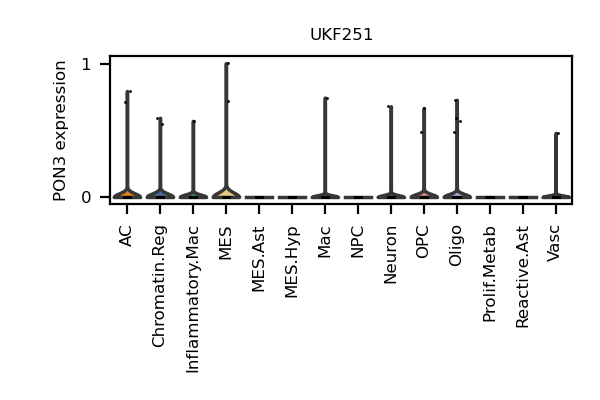 UKF251
PON3 expression
1
0
AC
Chromatin.Reg
Inflammatory.Mac
MES
MES.Ast
MES.Hyp
Mac
NPC
Neuron
OPC
Oligo
Prolif.Metab
Reactive.Ast
Vasc